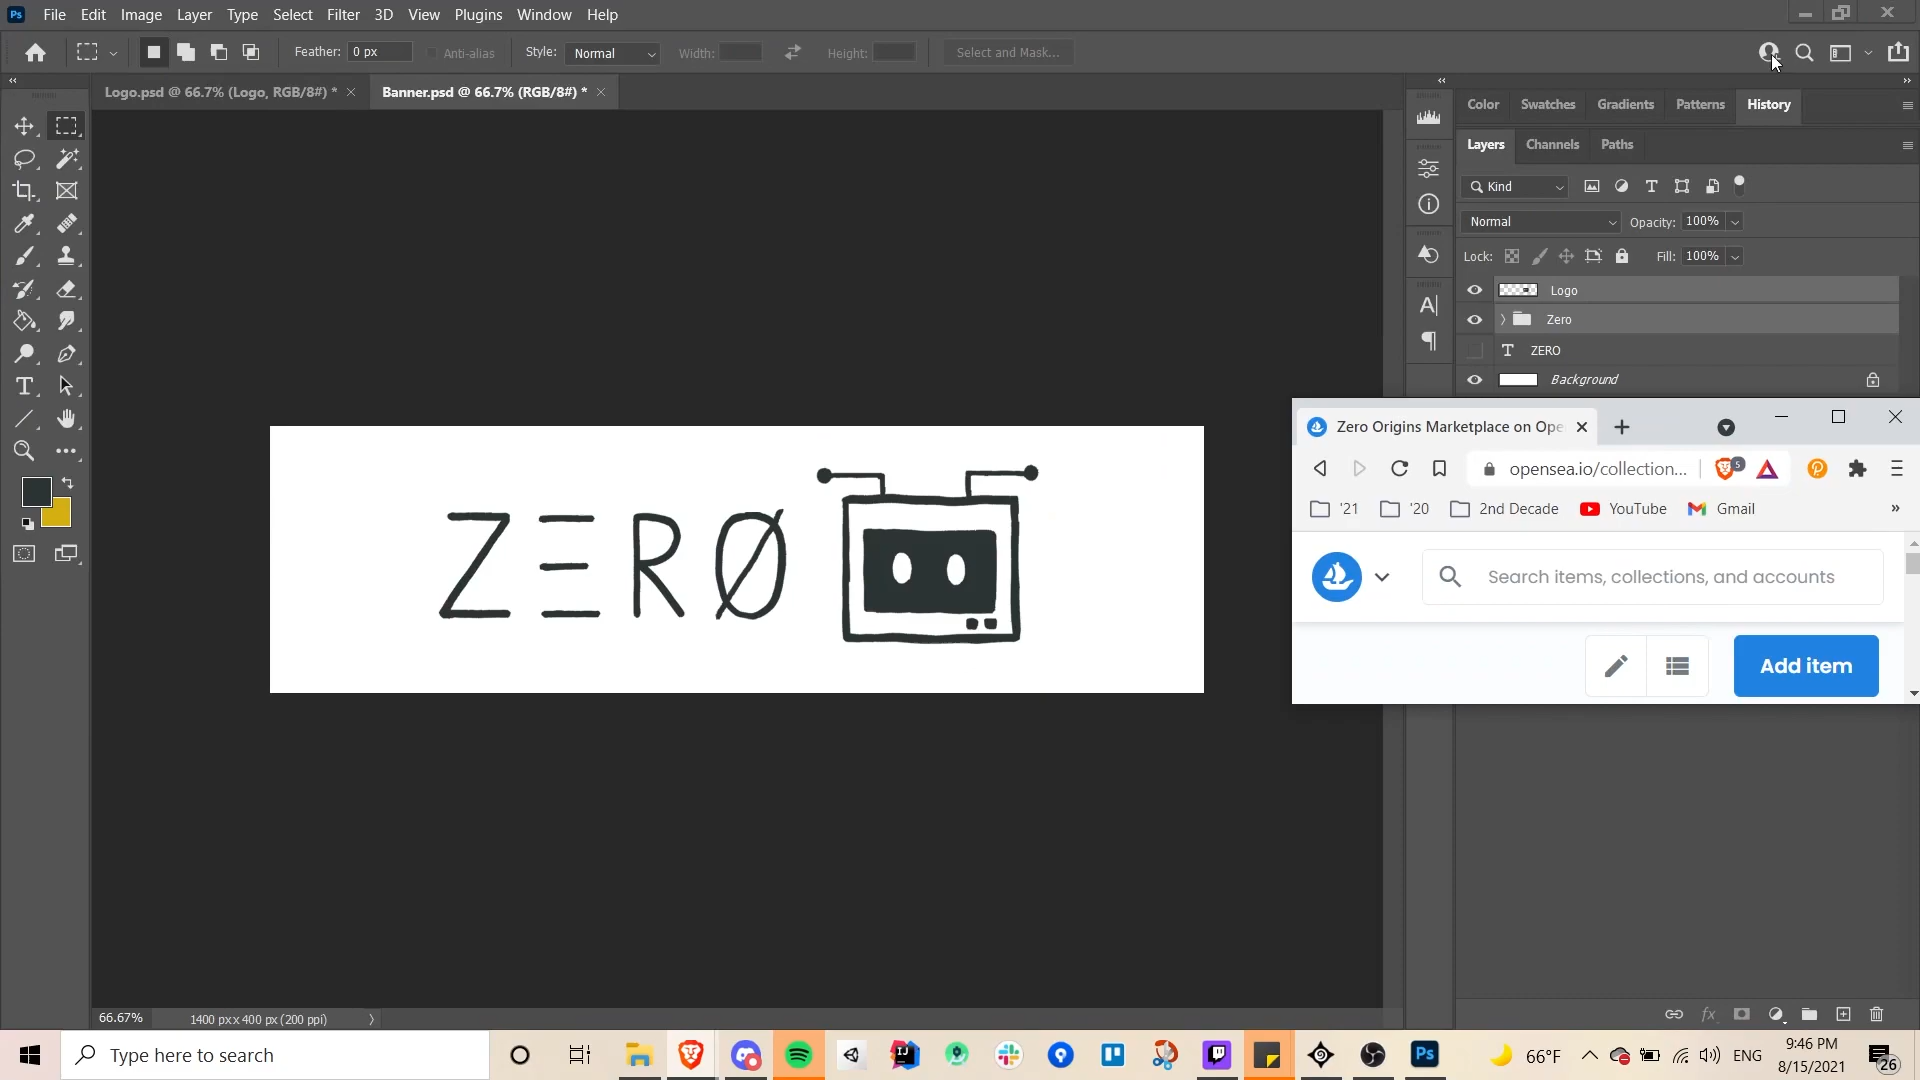 Ps File Edit Image Layer Type Select Filter 3D View Plugins Window Help
Feather: 0 px Anti-alias Style: Normal Width: Height: Select and Mask...
Logo.psd @ 66.7% (Logo, RGB/8#) * Banner.psd @ 66.7% (RGB/8#) *
Color Swatches Gradients Patterns History
Layers Channels Paths
Kind
Normal Opacity: 100%
Lock: Fill: 100%
Logo
Zero
ZERO
Background
ZERØ
Zero Origins Marketplace on Ope
opensea.io/collection... 5
'21 '20 2nd Decade YouTube Gmail »
Search items, collections, and accounts
Add item
66.67% 1400 px x 400 px (200 ppi)
Type here to search
66°F ENG
9:46 PM
8/15/2021
26